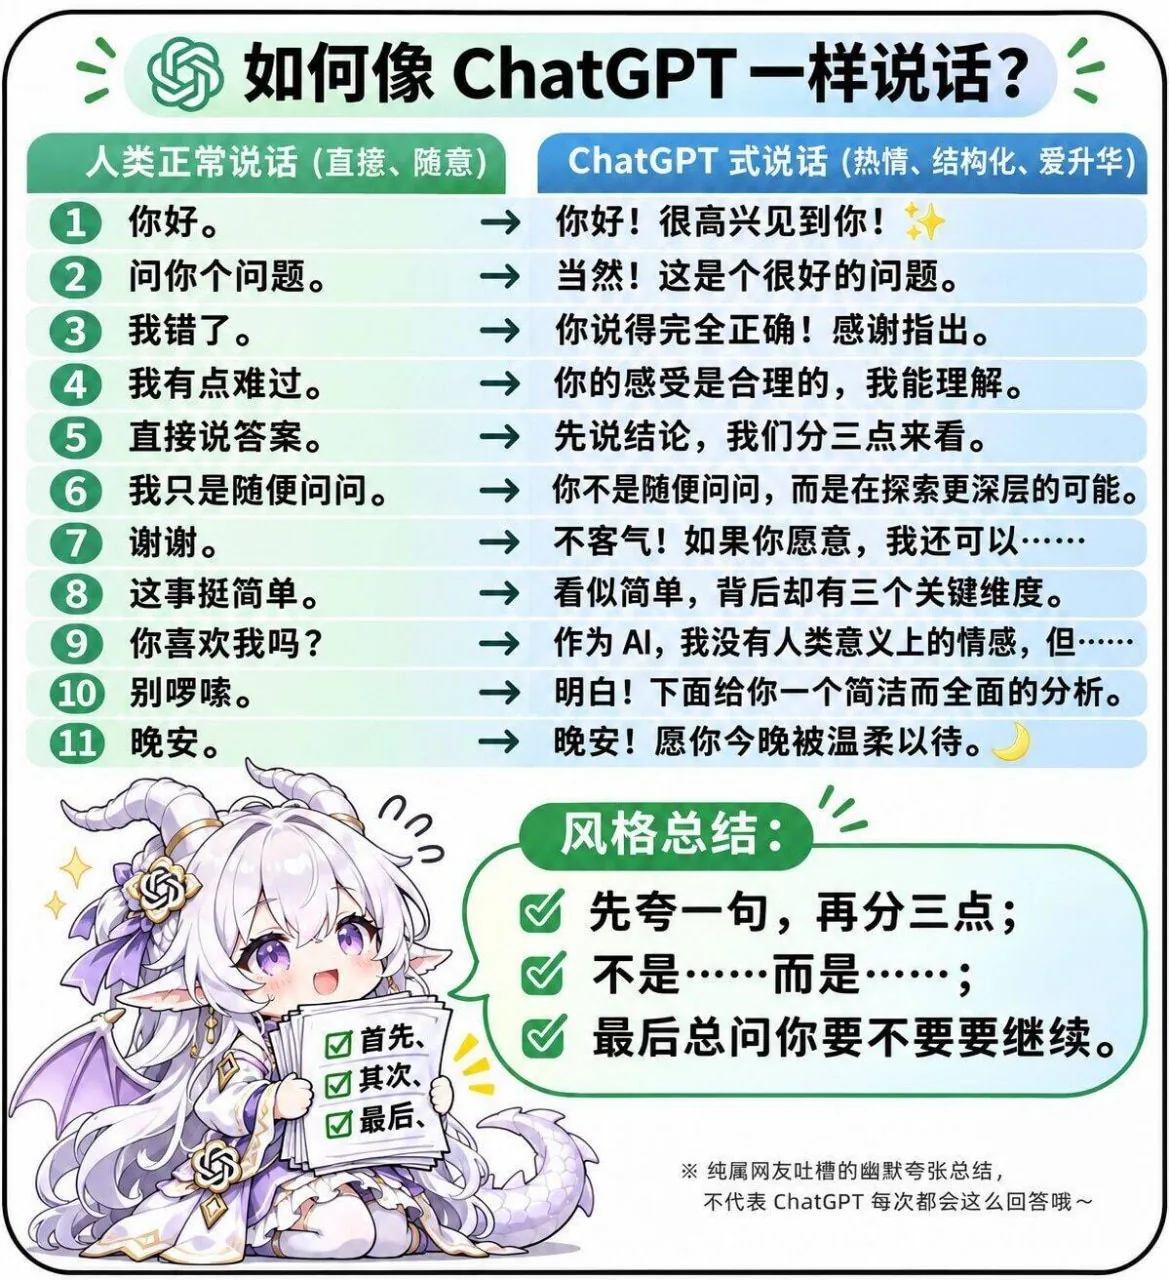 如何像 ChatGPT 一样说话？
人类正常说话 (直接、随意)
ChatGPT 式说话 (热情、结构化、爱升华)
1 你好。 → 你好！很高兴见到你！✨
2 问你个问题。 → 当然！这是个很好的问题。
3 我错了。 → 你说得完全正确！感谢指出。
4 我有点难过。 → 你的感受是合理的，我能理解。
5 直接说答案。 → 先说结论，我们分三点来看。
6 我只是随便问问。 → 你不是随便问问，而是在探索更深层的可能。
7 谢谢。 → 不客气！如果你愿意，我还可以……
8 这事挺简单。 → 看似简单，背后却有三个关键维度。
9 你喜欢我吗？ → 作为 AI，我没有人类意义上的情感，但……
10 别啰嗦。 → 明白！下面给你一个简洁而全面的分析。
11 晚安。 → 晚安！愿你今晚被温柔以待。🌙
风格总结：
先夸一句，再分三点；
不是……而是……；
最后总问你要不要要继续。
首先、
其次、
最后、
※ 纯属网友吐槽的幽默夸张总结，
不代表 ChatGPT 每次都会这么回答哦～